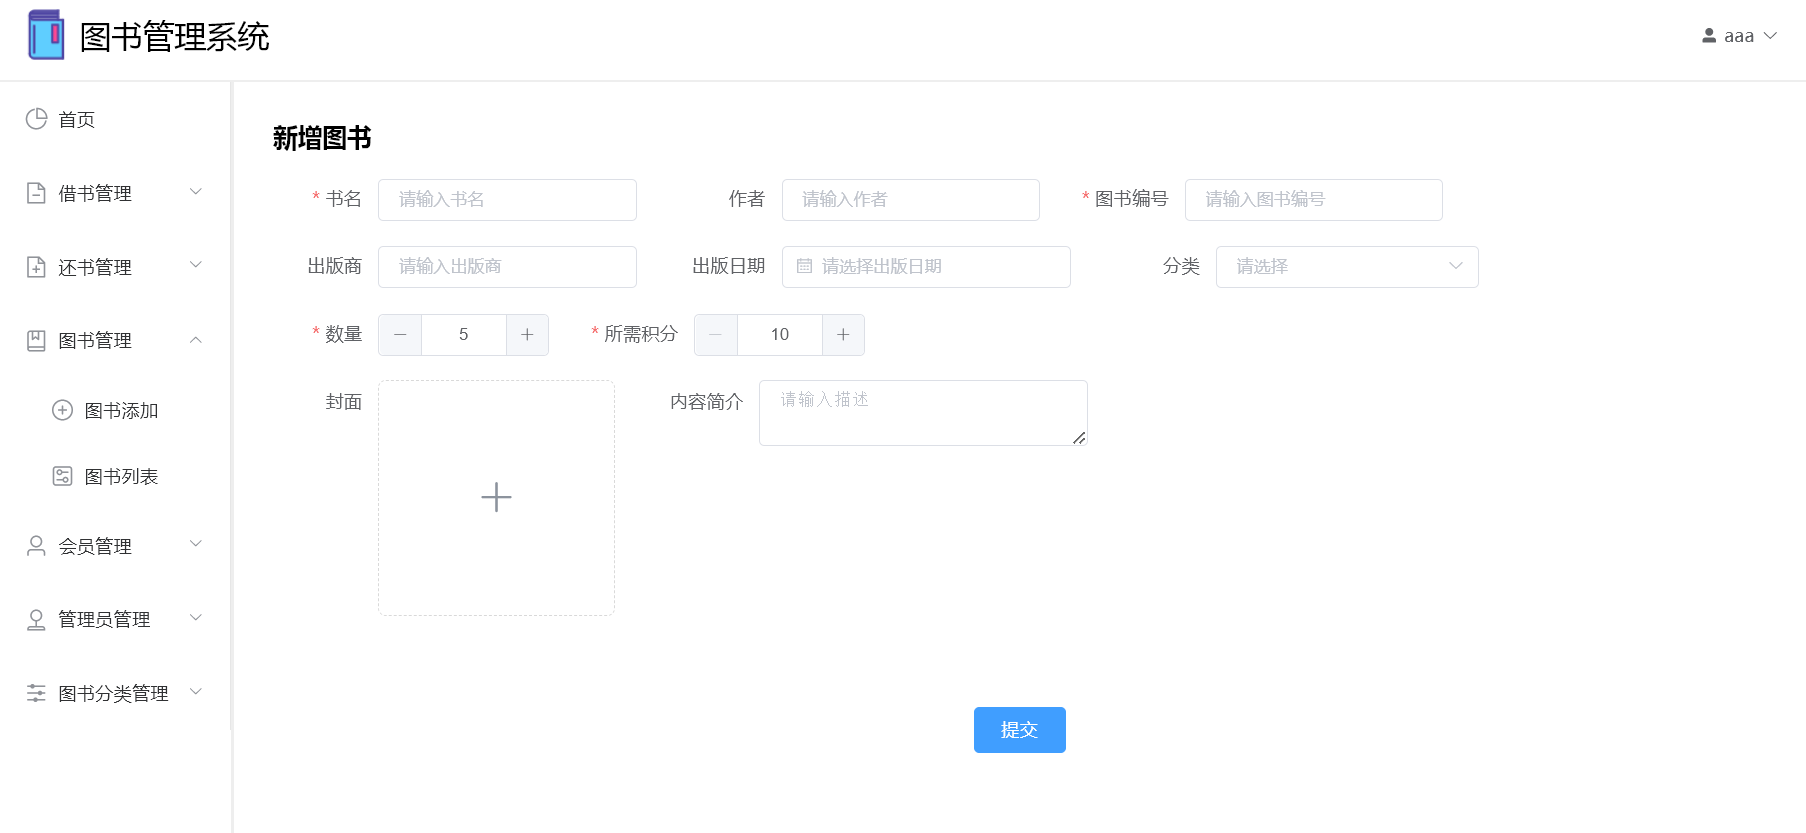 图书管理系统
aaa
首页
借书管理
还书管理
图书管理
图书添加
图书列表
会员管理
管理员管理
图书分类管理
新增图书
* 书名 请输入书名 作者 请输入作者 * 图书编号 请输入图书编号
出版商 请输入出版商 出版日期 请选择出版日期 分类 请选择
* 数量 5 * 所需积分 10
封面 内容简介 请输入描述
提交